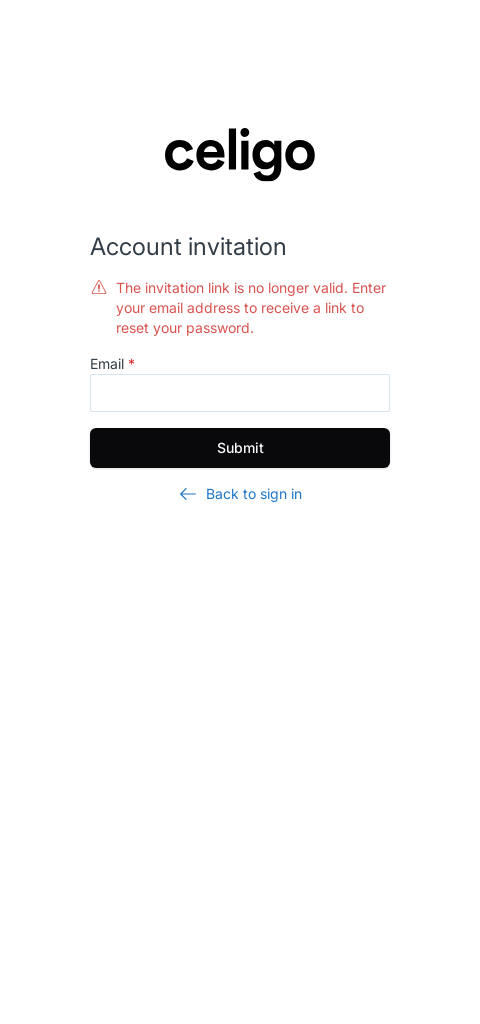 celigo
Account invitation
The invitation link is no longer valid. Enter
your email address to receive a link to
reset your password.
Email *
Submit
Back to sign in